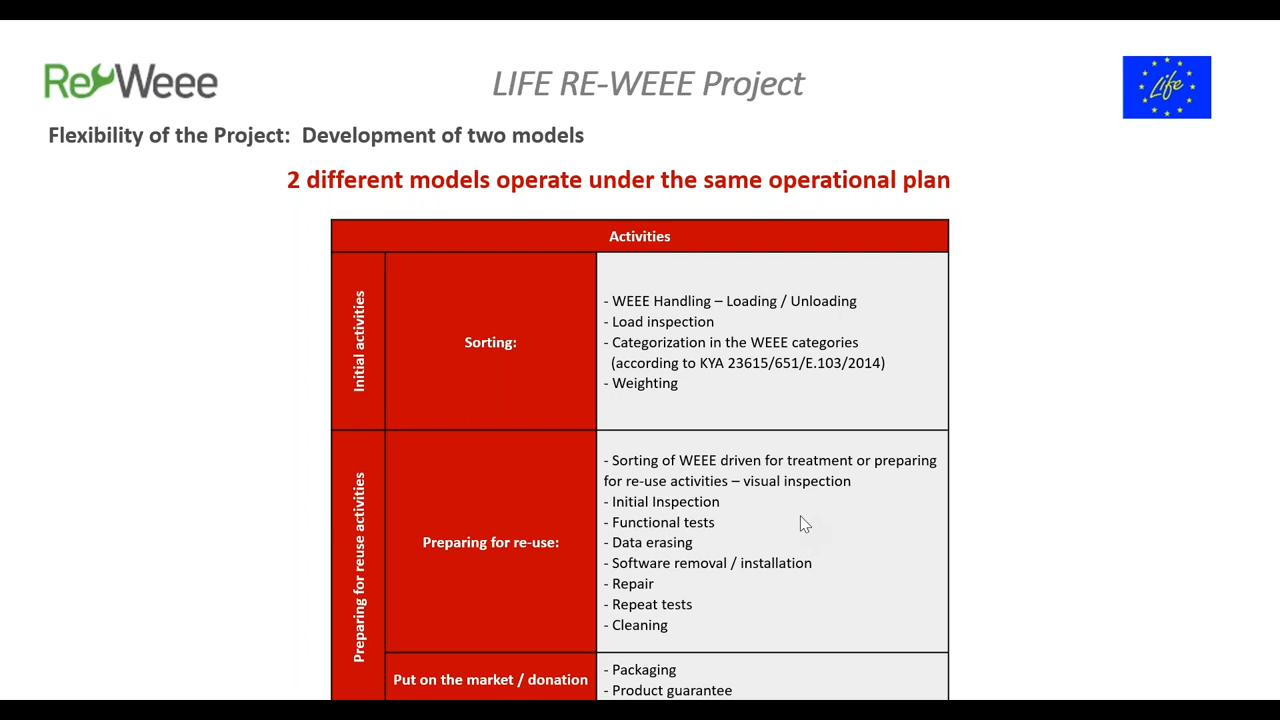 Re Weee
LIFE RE-WEEE Project
Life
Flexibility of the Project: Development of two models
2 different models operate under the same operational plan
Activities
Initial activities
Sorting:
- WEEE Handling – Loading / Unloading
- Load inspection
- Categorization in the WEEE categories
(according to KYA 23615/651/E.103/2014)
- Weighting
Preparing for reuse activities
Preparing for re-use:
- Sorting of WEEE driven for treatment or preparing
for re-use activities – visual inspection
- Initial Inspection
- Functional tests
- Data erasing
- Software removal / installation
- Repair
- Repeat tests
- Cleaning
Put on the market / donation
- Packaging
- Product guarantee